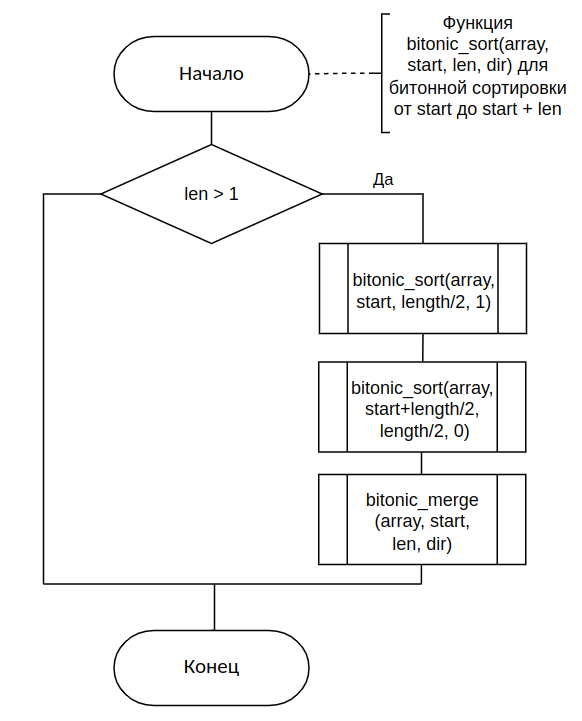 Начало
Функция
bitonic_sort(array,
start, len, dir) для
битонной сортировки
от start до start + len
len > 1
Да
bitonic_sort(array,
start, length/2, 1)
bitonic_sort(array,
start+length/2,
length/2, 0)
bitonic_merge
(array, start,
len, dir)
Конец